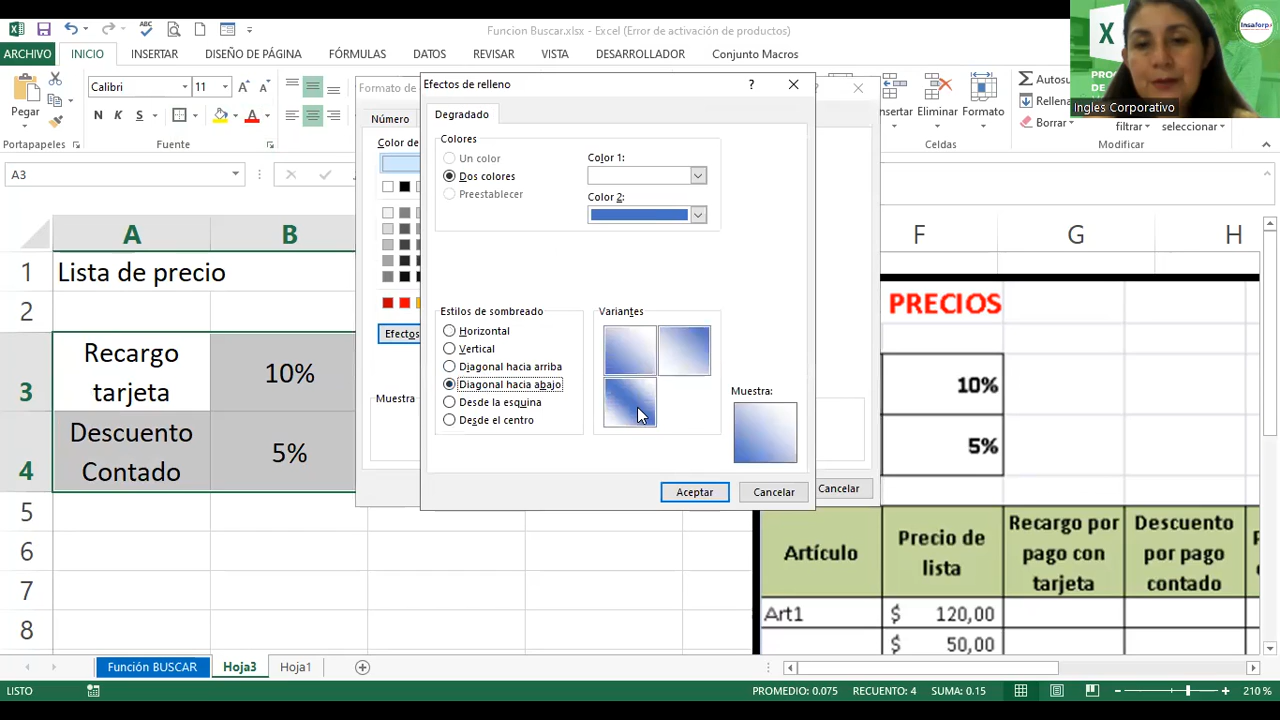 Funcion Buscar.xlsx - Excel (Error de activación de productos)
ARCHIVO INICIO INSERTAR DISEÑO DE PÁGINA FÓRMULAS DATOS REVISAR VISTA DESARROLLADOR Conjunto Macros
Insaforp
Ingles Corporativo
Pegar
Calibri 11
N K S
Portapapeles
Fuente
Insertar Eliminar Formato
Celdas
Autosu
Rellena
Borrar
filtrar seleccionar
Modificar
A3
Formato de
Número
Color de
Efectos
Muestra
Cancelar
Efectos de relleno
Degradado
Colores
Un color
Dos colores
Preestablecer
Color 1:
Color 2:
Estilos de sombreado
Horizontal
Vertical
Diagonal hacia arriba
Diagonal hacia abajo
Desde la esquina
Desde el centro
Variantes
Muestra:
Aceptar Cancelar
A B F G H
1 Lista de precio
2
3 Recargo tarjeta 10%
4 Descuento Contado 5%
5
6
7
8
PRECIOS
10%
5%
Artículo
Precio de lista
Recargo por pago con tarjeta
Descuento por pago contado
Art1 $ 120,00
$ 50,00
Función BUSCAR Hoja3 Hoja1
LISTO
PROMEDIO: 0.075 RECUENTO: 4 SUMA: 0.15 210 %